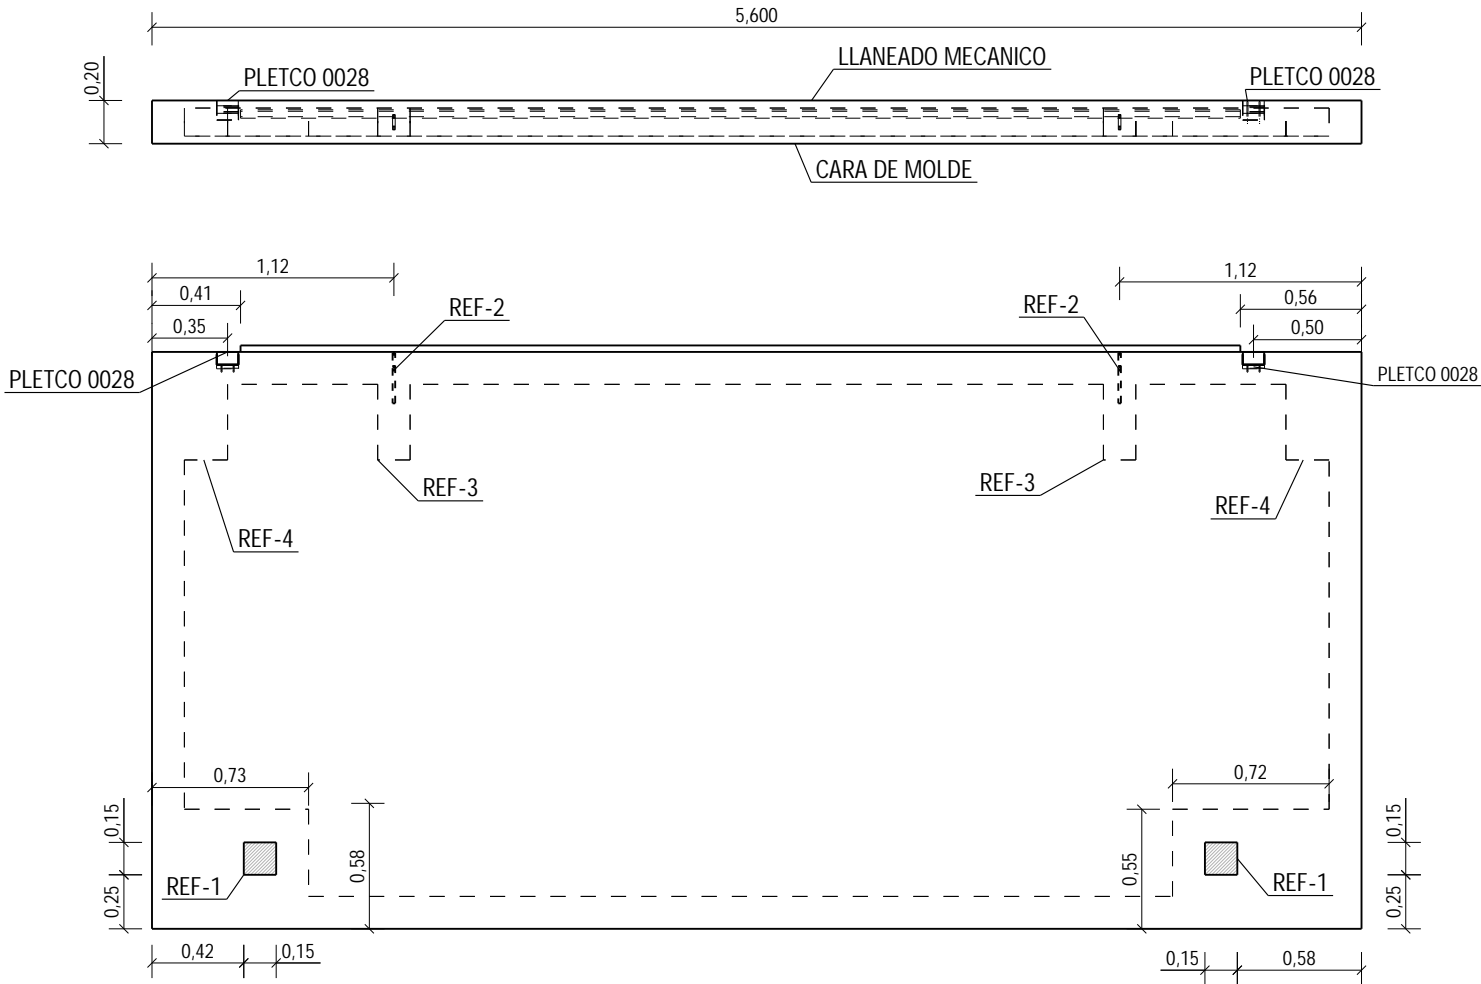 5,600
LLANEADO MECANICO
PLETCO 0028
PLETCO 0028
0,20
CARA DE MOLDE
1,12
1,12
0,41
REF-2
REF-2
0,56
0,35
0,50
PLETCO 0028
PLETCO 0028
REF-3
REF-3
REF-4
REF-4
0,73
0,72
0,15
0,58
0,55
0,15
REF-1
REF-1
0,25
0,25
0,42
0,15
0,15
0,58